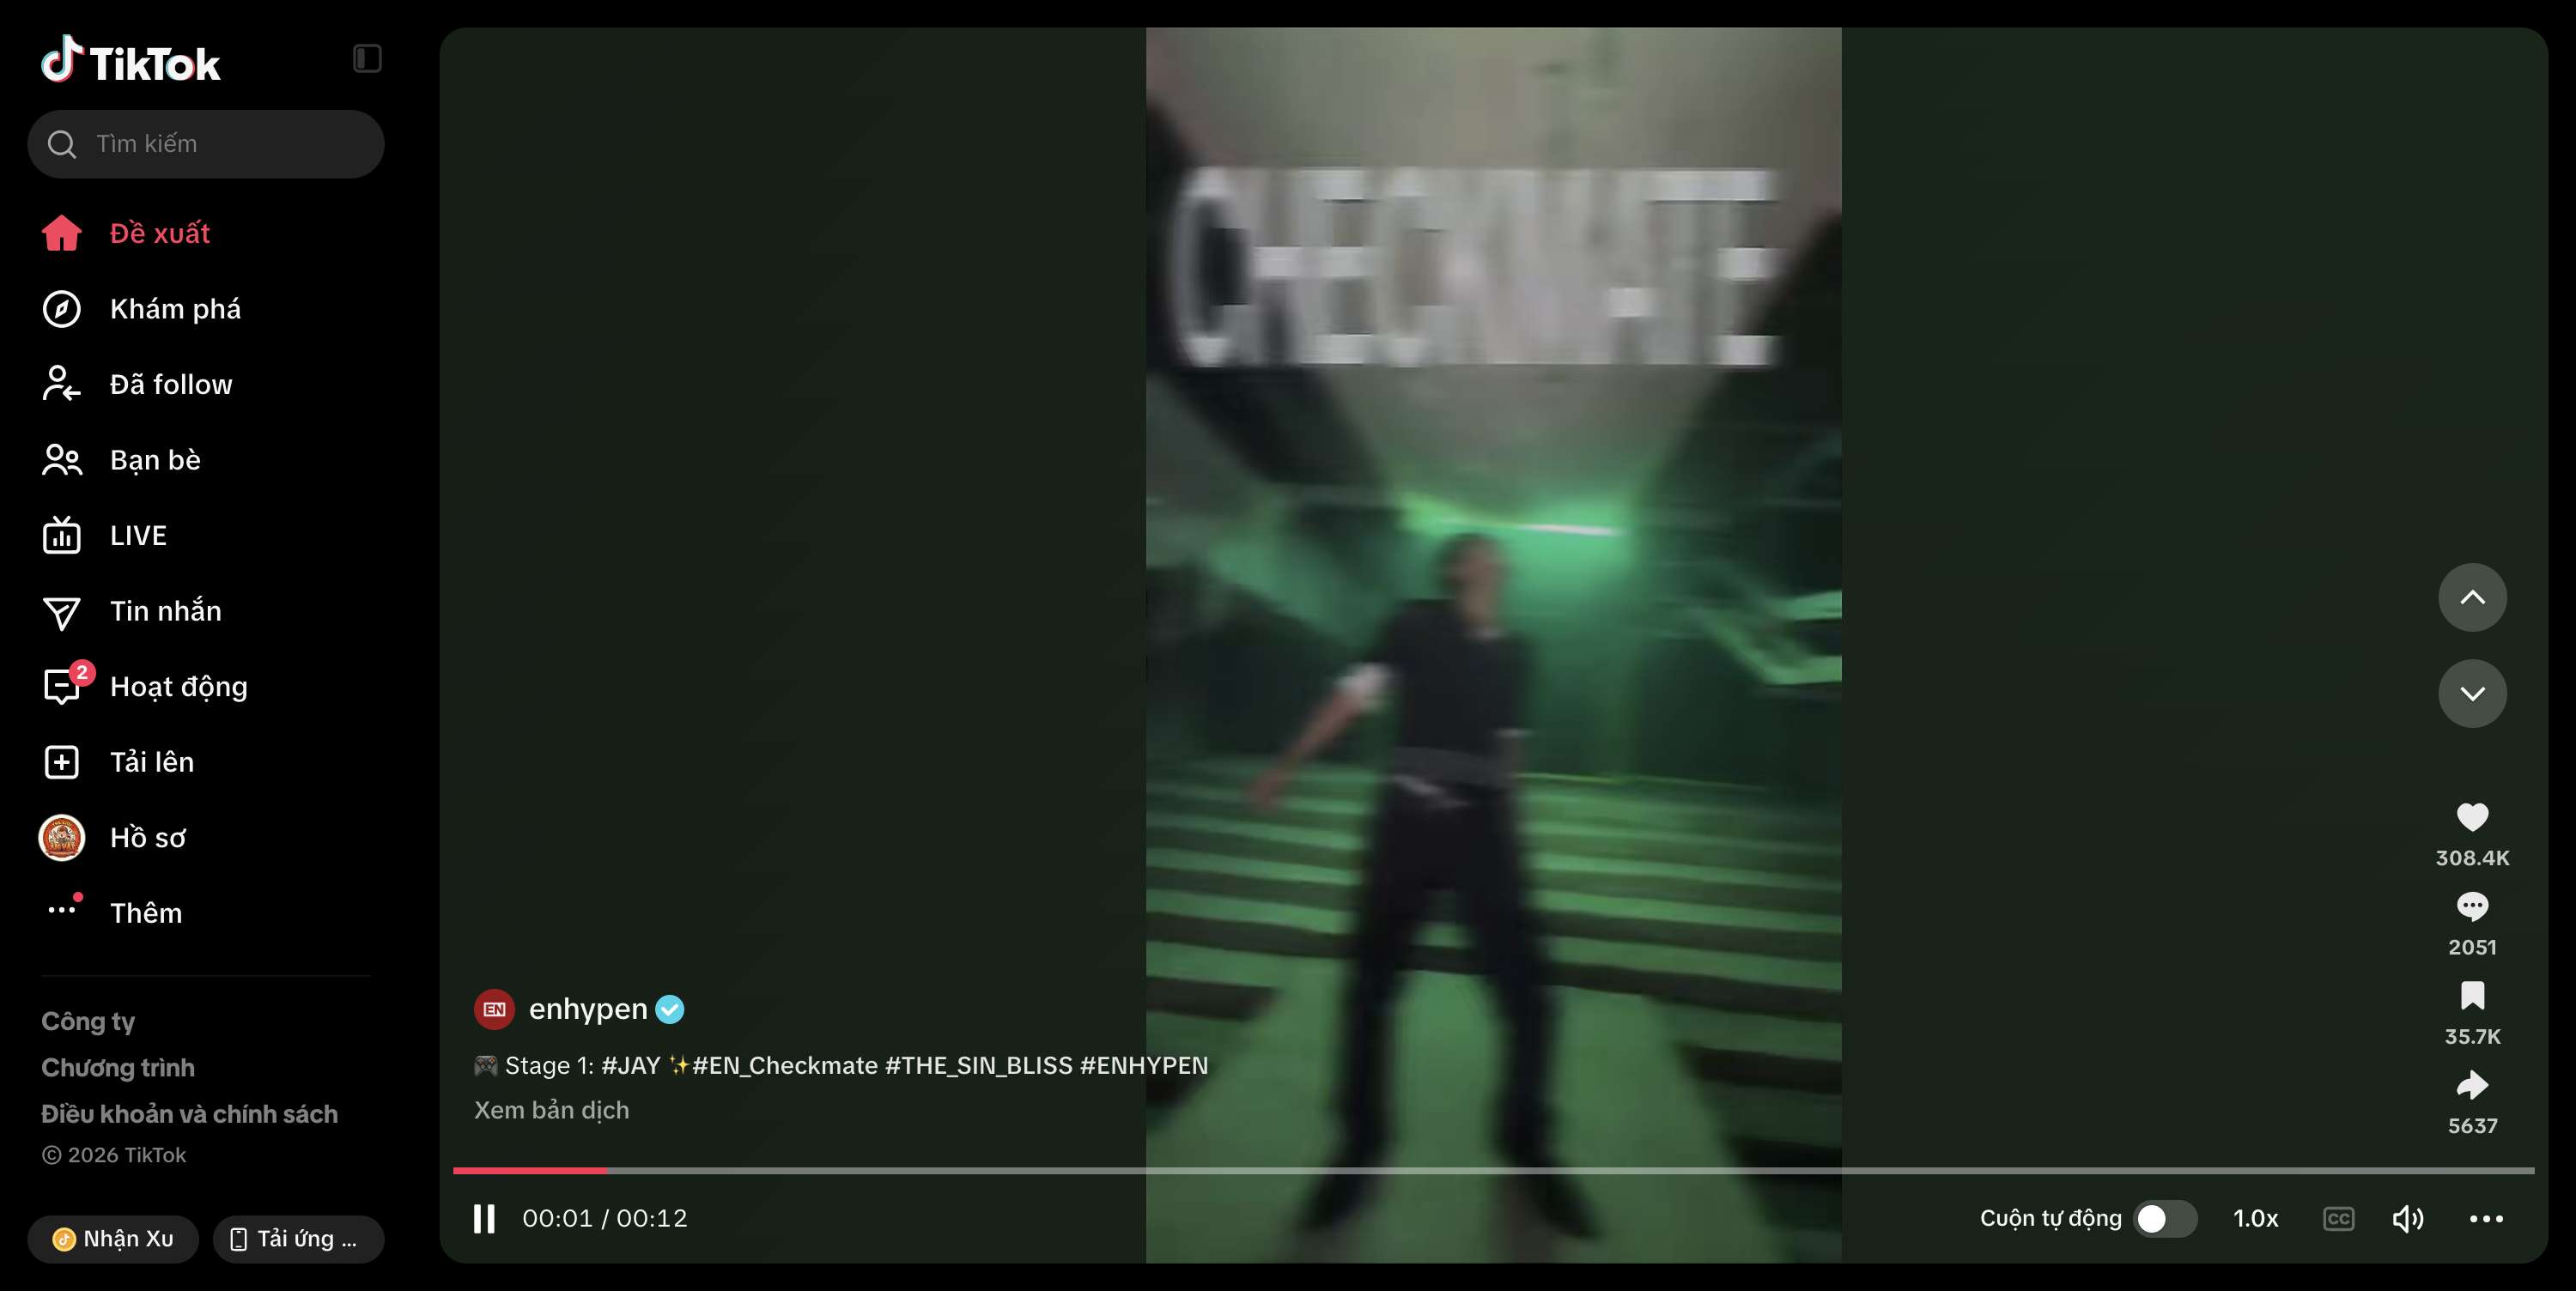 TikTok
Tìm kiếm
Đề xuất
Khám phá
Đã follow
Bạn bè
LIVE
Tin nhắn
2
Hoạt động
Tải lên
Hồ sơ
Thêm
Công ty
Chương trình
Điều khoản và chính sách
© 2026 TikTok
Nhận Xu
Tải ứng ...
CHECKMATE
308.4K
2051
35.7K
5637
EN enhypen
Stage 1: #JAY ✨#EN_Checkmate #THE_SIN_BLISS #ENHYPEN
Xem bản dịch
00:01 / 00:12
Cuộn tự động
1.0x
CC